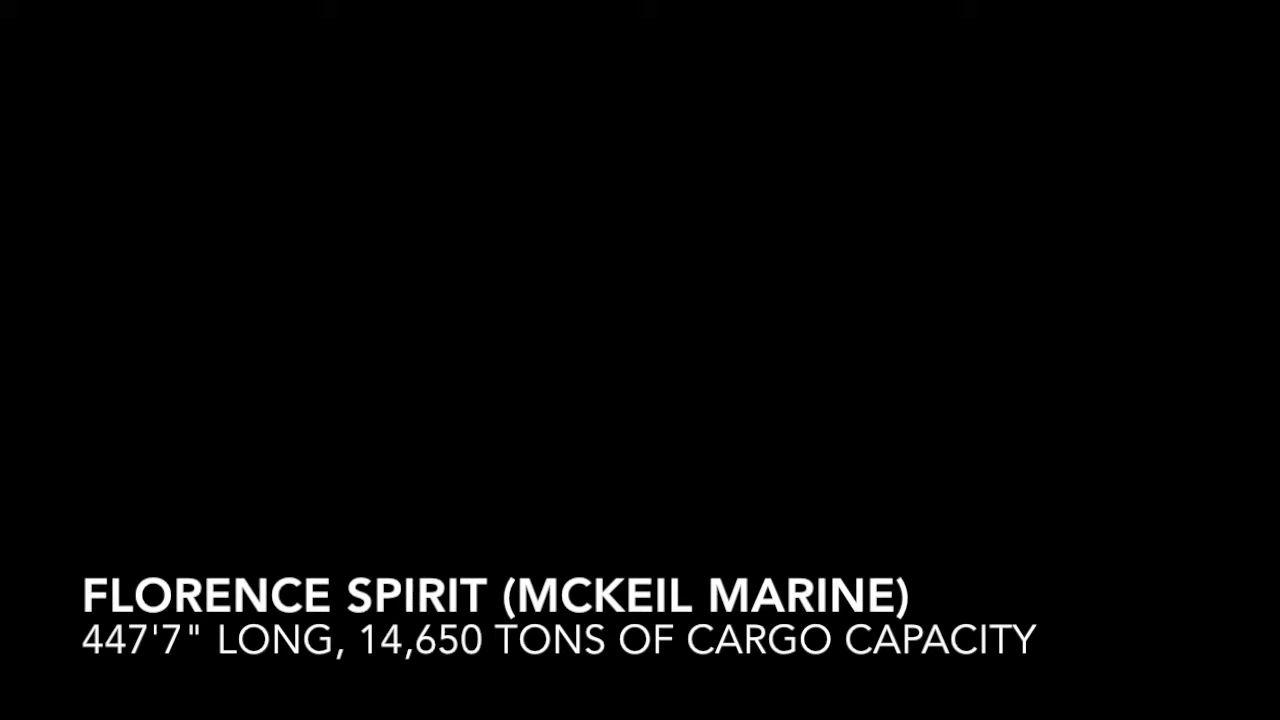 FLORENCE SPIRIT (MCKEIL MARINE)
447'7" LONG, 14,650 TONS OF CARGO CAPACITY